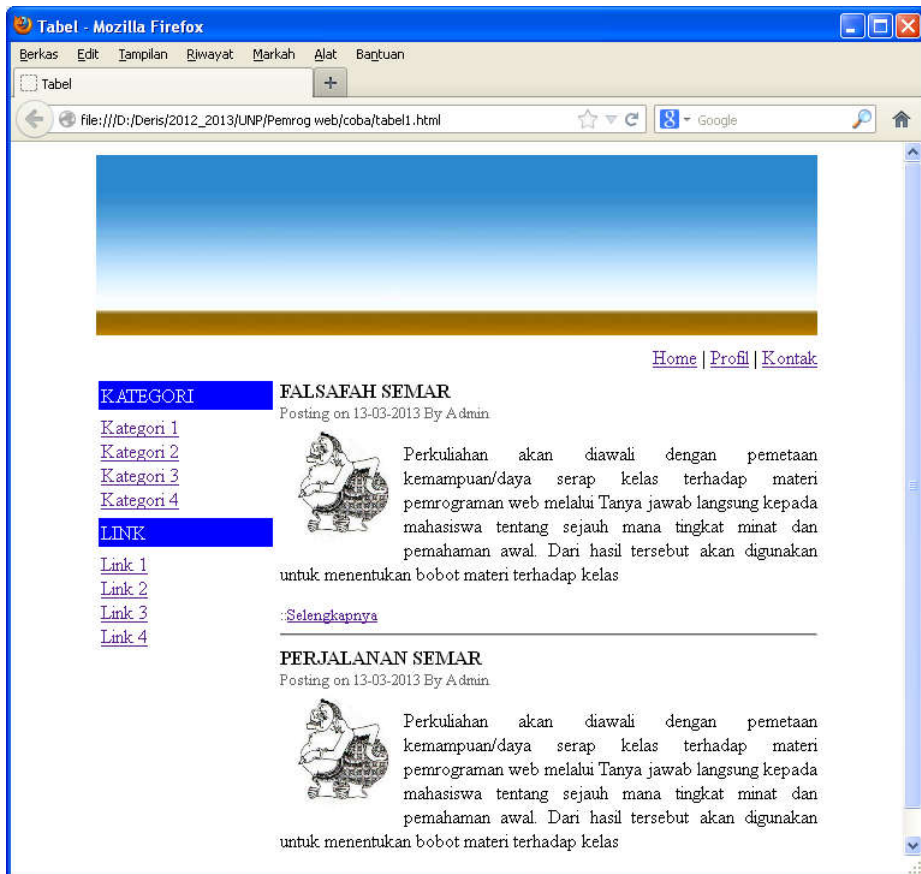 Tabel - Mozilla Firefox
Berkas Edit Tampilan Riwayat Markah Alat Bantuan
Tabel +
file:///D:/Deris/2012_2013/UNP/Pemrog web/coba/tabel1.html 8 Google
Home | Profil | Kontak
KATEGORI
Kategori 1
Kategori 2
Kategori 3
Kategori 4
LINK
Link 1
Link 2
Link 3
Link 4
FALSAFAH SEMAR
Posting on 13-03-2013 By Admin
Perkuliahan akan diawali dengan pemetaan
kemampuan/daya serap kelas terhadap materi
pemrograman web melalui Tanya jawab langsung kepada
mahasiswa tentang sejauh mana tingkat minat dan
pemahaman awal. Dari hasil tersebut akan digunakan
untuk menentukan bobot materi terhadap kelas
::Selengkapnya
PERJALANAN SEMAR
Posting on 13-03-2013 By Admin
Perkuliahan akan diawali dengan pemetaan
kemampuan/daya serap kelas terhadap materi
pemrograman web melalui Tanya jawab langsung kepada
mahasiswa tentang sejauh mana tingkat minat dan
pemahaman awal. Dari hasil tersebut akan digunakan
untuk menentukan bobot materi terhadap kelas